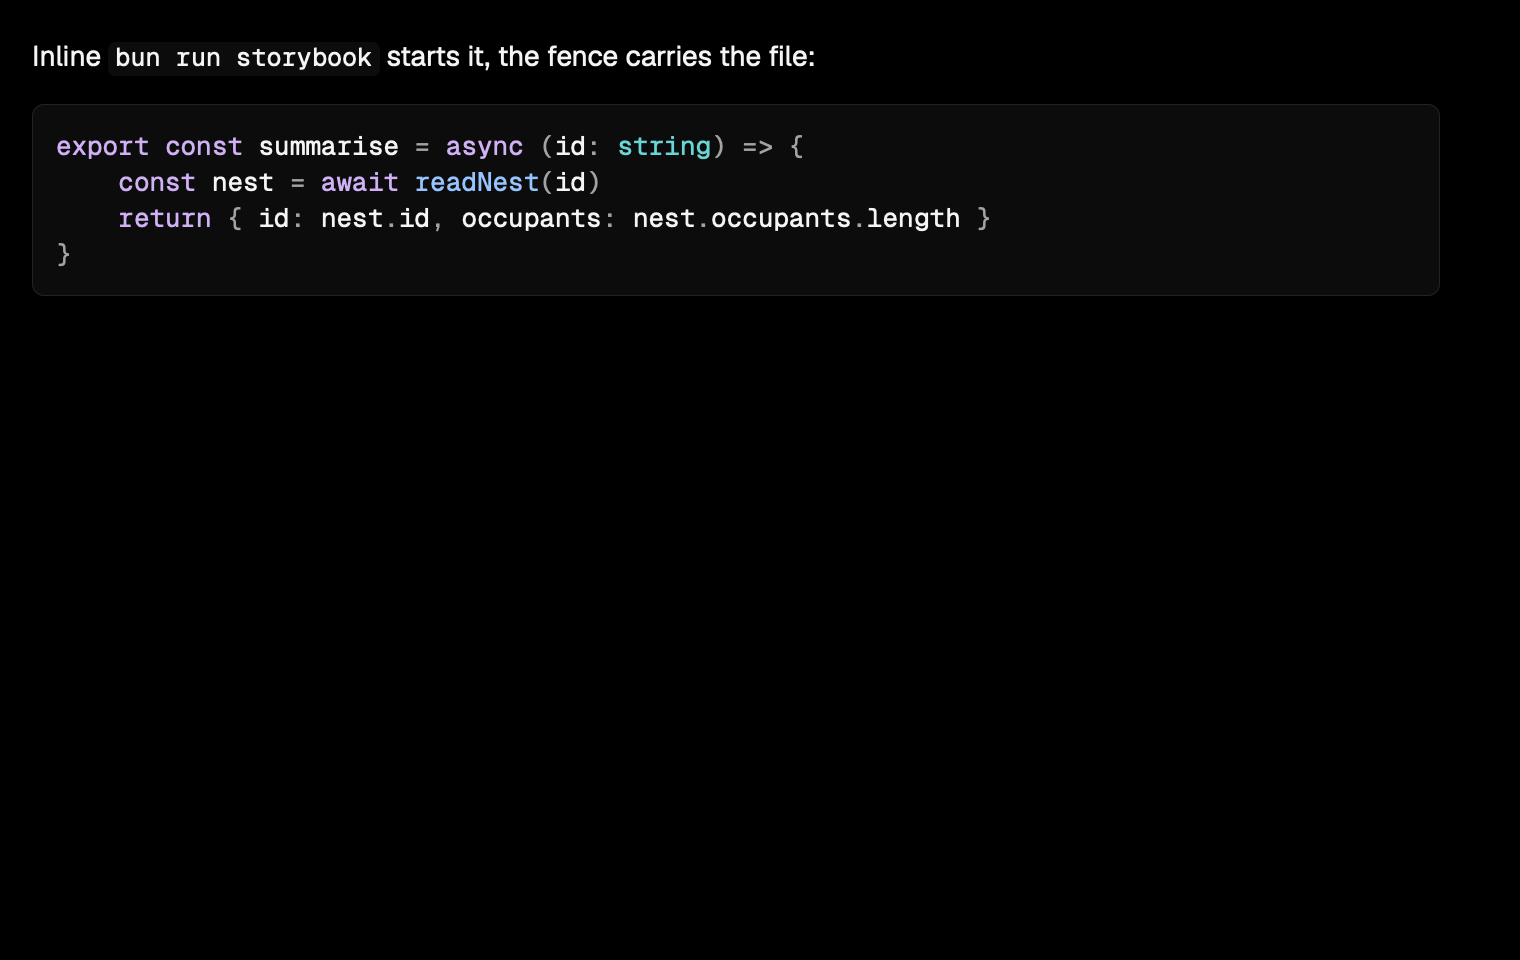 Inline bun run storybook starts it, the fence carries the file:
export const summarise = async (id: string) => {
    const nest = await readNest(id)
    return { id: nest.id, occupants: nest.occupants.length }
}